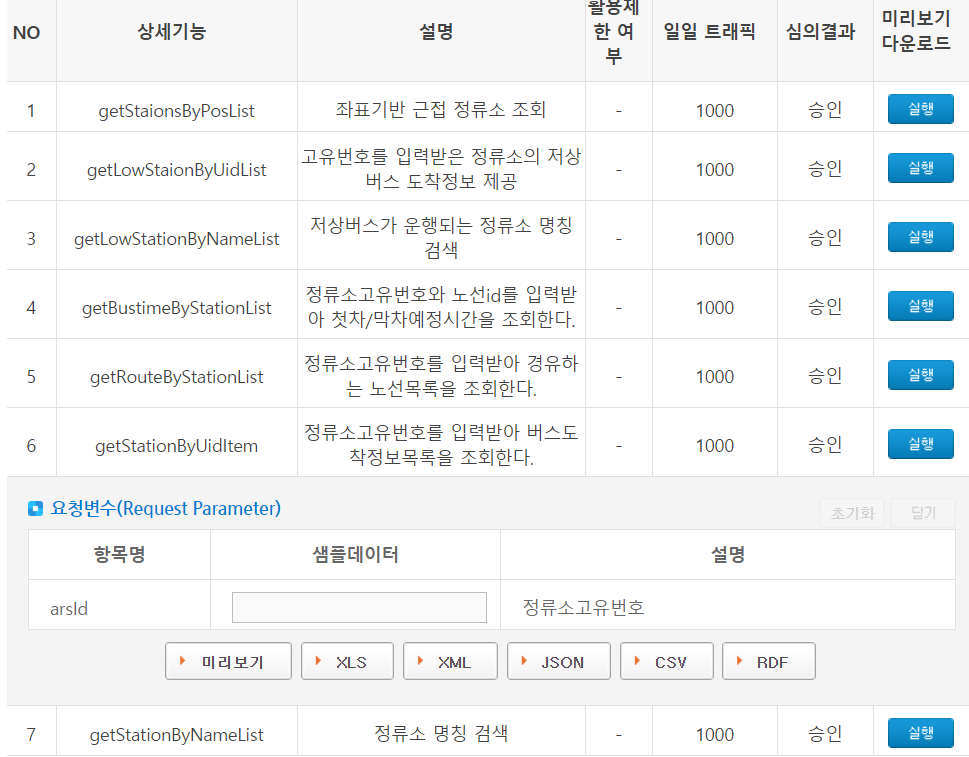 NO 상세기능 설명 활용제한 여부 일일 트래픽 심의결과 미리보기 다운로드
1 getStaionsByPosList 좌표기반 근접 정류소 조회 - 1000 승인 실행
2 getLowStaionByUidList 고유번호를 입력받은 정류소의 저상
버스 도착정보 제공 - 1000 승인 실행
3 getLowStationByNameList 저상버스가 운행되는 정류소 명칭
검색 - 1000 승인 실행
4 getBustimeByStationList 정류소고유번호와 노선id를 입력받
아 첫차/막차예정시간을 조회한다. - 1000 승인 실행
5 getRouteByStationList 정류소고유번호를 입력받아 경유하
는 노선목록을 조회한다. - 1000 승인 실행
6 getStationByUidItem 정류소고유번호를 입력받아 버스도
착정보목록을 조회한다. - 1000 승인 실행
요청변수(Request Parameter) 초기화 닫기
항목명 샘플데이터 설명
arsId 정류소고유번호
미리보기 XLS XML JSON CSV RDF
7 getStationByNameList 정류소 명칭 검색 - 1000 승인 실행